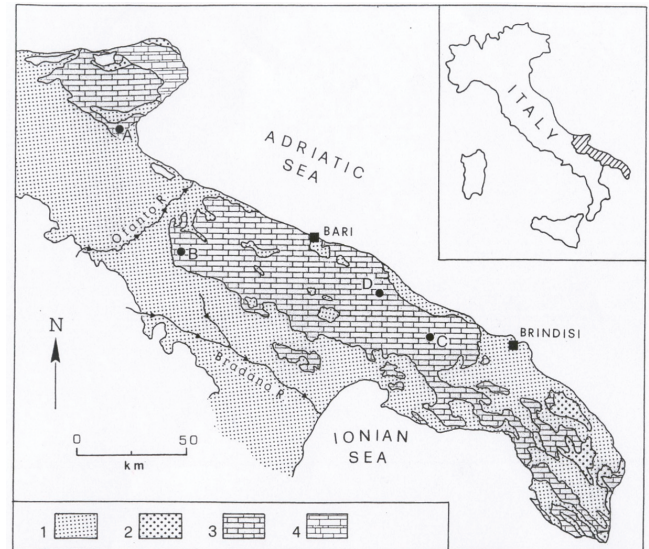 ITALY
A
ADRIATIC
SEA
Ofanto R.
BARI
B
D
C
BRINDISI
N
Bradano R.
0 50
km
IONIAN
SEA
1 2 3 4